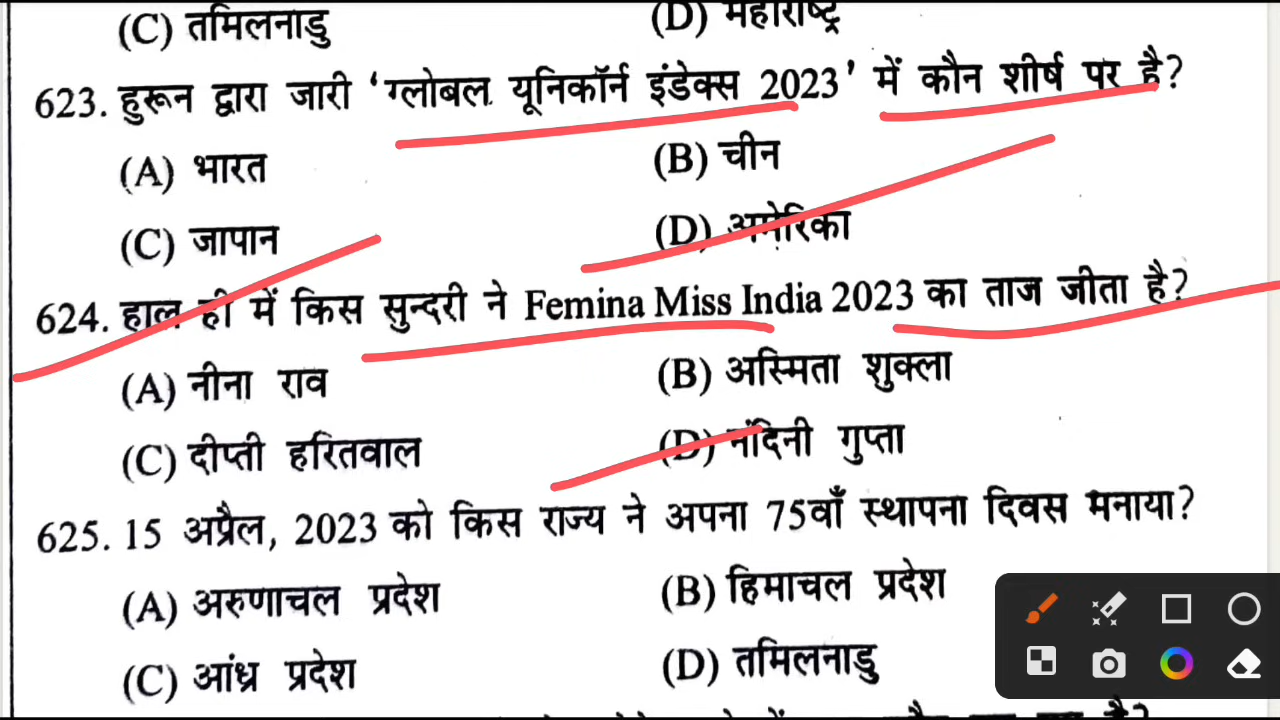 (C) तमिलनाडु (D) महाराष्ट्र
623. हुरून द्वारा जारी ‘ग्लोबल यूनिकॉर्न इंडेक्स 2023’ में कौन शीर्ष पर है?
(A) भारत (B) चीन
(C) जापान (D) अमेरिका
624. हाल ही में किस सुन्दरी ने Femina Miss India 2023 का ताज जीता है?
(A) नीना राव (B) अस्मिता शुक्ला
(C) दीप्ती हरितवाल (D) नंदिनी गुप्ता
625. 15 अप्रैल, 2023 को किस राज्य ने अपना 75वाँ स्थापना दिवस मनाया?
(A) अरुणाचल प्रदेश (B) हिमाचल प्रदेश
(C) आंध्र प्रदेश (D) तमिलनाडु